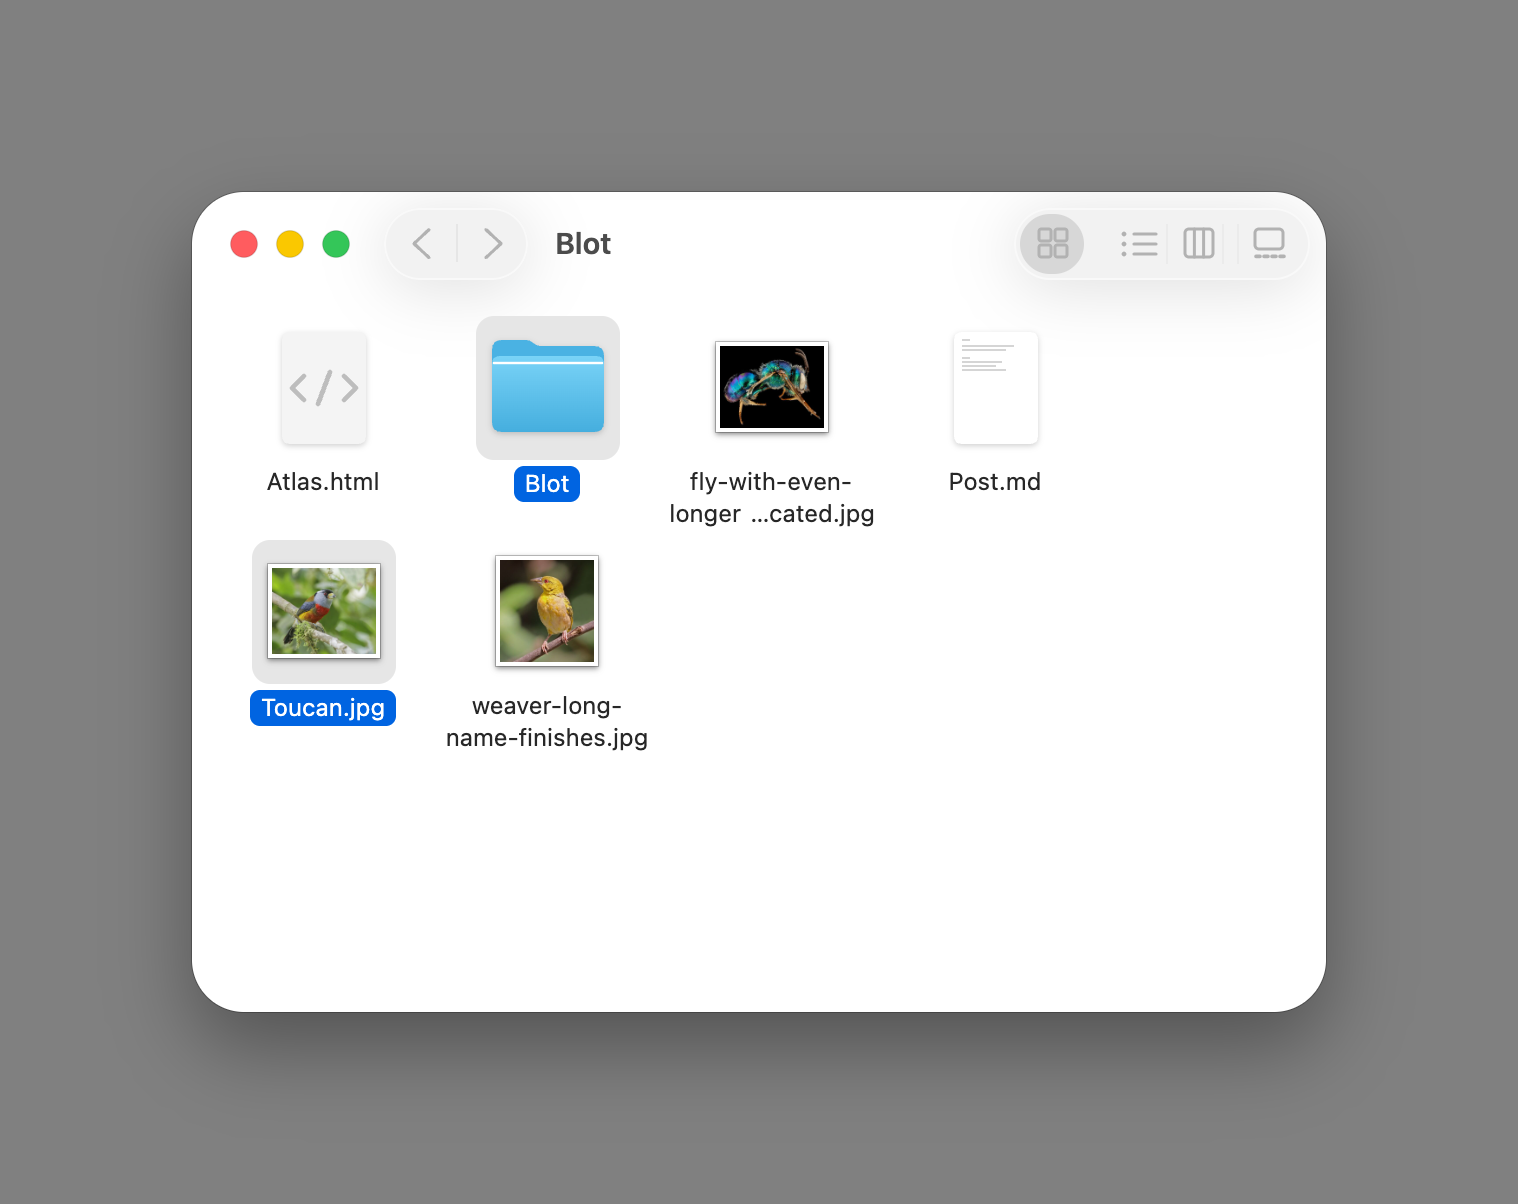 Blot
Atlas.html
Blot
fly-with-even-
longer ...cated.jpg
Post.md
Toucan.jpg
weaver-long-
name-finishes.jpg